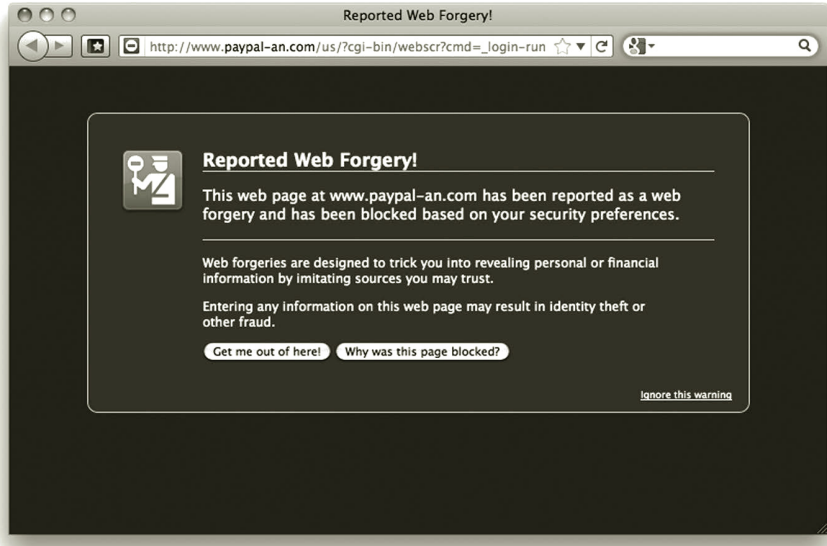 Reported Web Forgery!
http://www.paypal-an.com/us/?cgi-bin/webscr?cmd=_login-run
Reported Web Forgery!
This web page at www.paypal-an.com has been reported as a web
forgery and has been blocked based on your security preferences.
Web forgeries are designed to trick you into revealing personal or financial
information by imitating sources you may trust.
Entering any information on this web page may result in identity theft or
other fraud.
Get me out of here! Why was this page blocked?
Ignore this warning